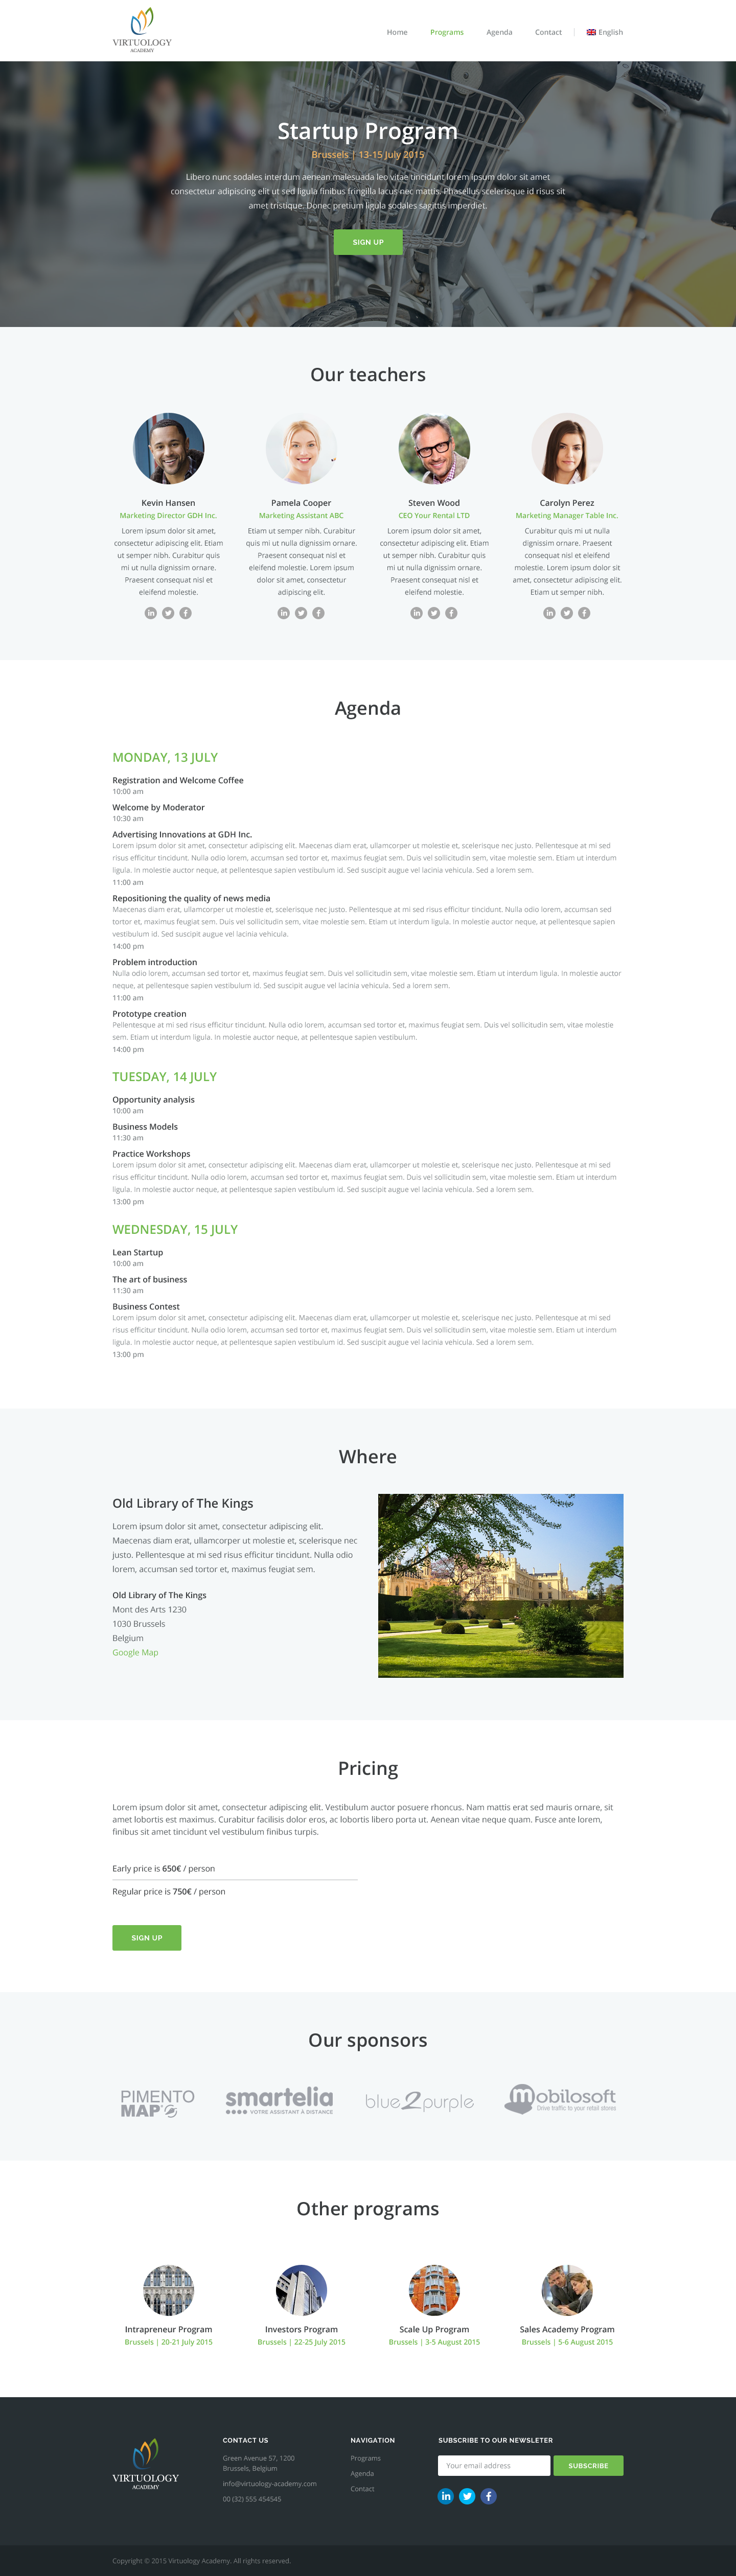 VIRTUOLOGY
ACADEMY
Home Programs Agenda Contact English
Startup Program
Brussels | 13-15 July 2015
Libero nunc sodales interdum aenean malesuada leo vitae tincidunt lorem ipsum dolor sit amet
consectetur adipiscing elit ut sed ligula finibus fringilla lacus nec mattis. Phasellus scelerisque id risus sit
amet tristique. Donec pretium ligula sodales sagittis imperdiet.
SIGN UP
Our teachers
Kevin Hansen
Marketing Director GDH Inc.
Lorem ipsum dolor sit amet,
consectetur adipiscing elit. Etiam
ut semper nibh. Curabitur quis
mi ut nulla dignissim ornare.
Praesent consequat nisl et
eleifend molestie.
Pamela Cooper
Marketing Assistant ABC
Etiam ut semper nibh. Curabitur
quis mi ut nulla dignissim ornare.
Praesent consequat nisl et
eleifend molestie. Lorem ipsum
dolor sit amet, consectetur
adipiscing elit.
Steven Wood
CEO Your Rental LTD
Lorem ipsum dolor sit amet,
consectetur adipiscing elit. Etiam
ut semper nibh. Curabitur quis
mi ut nulla dignissim ornare.
Praesent consequat nisl et
eleifend molestie.
Carolyn Perez
Marketing Manager Table Inc.
Curabitur quis mi ut nulla
dignissim ornare. Praesent
consequat nisl et eleifend
molestie. Lorem ipsum dolor sit
amet, consectetur adipiscing elit.
Etiam ut semper nibh.
Agenda
MONDAY, 13 JULY
Registration and Welcome Coffee
10:00 am
Welcome by Moderator
10:30 am
Advertising Innovations at GDH Inc.
Lorem ipsum dolor sit amet, consectetur adipiscing elit. Maecenas diam erat, ullamcorper ut molestie et, scelerisque nec justo. Pellentesque at mi sed
risus efficitur tincidunt. Nulla odio lorem, accumsan sed tortor et, maximus feugiat sem. Duis vel sollicitudin sem, vitae molestie sem. Etiam ut interdum
ligula. In molestie auctor neque, at pellentesque sapien vestibulum id. Sed suscipit augue vel lacinia vehicula. Sed a lorem sem.
11:00 am
Repositioning the quality of news media
Maecenas diam erat, ullamcorper ut molestie et, scelerisque nec justo. Pellentesque at mi sed risus efficitur tincidunt. Nulla odio lorem, accumsan sed
tortor et, maximus feugiat sem. Duis vel sollicitudin sem, vitae molestie sem. Etiam ut interdum ligula. In molestie auctor neque, at pellentesque sapien
vestibulum id. Sed suscipit augue vel lacinia vehicula.
14:00 pm
Problem introduction
Nulla odio lorem, accumsan sed tortor et, maximus feugiat sem. Duis vel sollicitudin sem, vitae molestie sem. Etiam ut interdum ligula. In molestie auctor
neque, at pellentesque sapien vestibulum id. Sed suscipit augue vel lacinia vehicula. Sed a lorem sem.
11:00 am
Prototype creation
Pellentesque at mi sed risus efficitur tincidunt. Nulla odio lorem, accumsan sed tortor et, maximus feugiat sem. Duis vel sollicitudin sem, vitae molestie
sem. Etiam ut interdum ligula. In molestie auctor neque, at pellentesque sapien vestibulum.
14:00 pm
TUESDAY, 14 JULY
Opportunity analysis
10:00 am
Business Models
11:30 am
Practice Workshops
Lorem ipsum dolor sit amet, consectetur adipiscing elit. Maecenas diam erat, ullamcorper ut molestie et, scelerisque nec justo. Pellentesque at mi sed
risus efficitur tincidunt. Nulla odio lorem, accumsan sed tortor et, maximus feugiat sem. Duis vel sollicitudin sem, vitae molestie sem. Etiam ut interdum
ligula. In molestie auctor neque, at pellentesque sapien vestibulum id. Sed suscipit augue vel lacinia vehicula. Sed a lorem sem.
13:00 pm
WEDNESDAY, 15 JULY
Lean Startup
10:00 am
The art of business
11:30 am
Business Contest
Lorem ipsum dolor sit amet, consectetur adipiscing elit. Maecenas diam erat, ullamcorper ut molestie et, scelerisque nec justo. Pellentesque at mi sed
risus efficitur tincidunt. Nulla odio lorem, accumsan sed tortor et, maximus feugiat sem. Duis vel sollicitudin sem, vitae molestie sem. Etiam ut interdum
ligula. In molestie auctor neque, at pellentesque sapien vestibulum id. Sed suscipit augue vel lacinia vehicula. Sed a lorem sem.
13:00 pm
Where
Old Library of The Kings
Lorem ipsum dolor sit amet, consectetur adipiscing elit.
Maecenas diam erat, ullamcorper ut molestie et, scelerisque nec
justo. Pellentesque at mi sed risus efficitur tincidunt. Nulla odio
lorem, accumsan sed tortor et, maximus feugiat sem.
Old Library of The Kings
Mont des Arts 1230
1030 Brussels
Belgium
Google Map
Pricing
Lorem ipsum dolor sit amet, consectetur adipiscing elit. Vestibulum auctor posuere rhoncus. Nam mattis erat sed mauris ornare, sit
amet lobortis est maximus. Curabitur facilisis dolor eros, ac lobortis libero porta ut. Aenean vitae neque quam. Fusce ante lorem,
finibus sit amet tincidunt vel vestibulum finibus turpis.
Early price is 650€ / person
Regular price is 750€ / person
SIGN UP
Our sponsors
PIMENTO
MAP
smartelia
VOTRE ASSISTANT À DISTANCE
blue2purple
mobilosoft
Drive traffic to your retail stores
Other programs
Intrapreneur Program
Brussels | 20-21 July 2015
Investors Program
Brussels | 22-25 July 2015
Scale Up Program
Brussels | 3-5 August 2015
Sales Academy Program
Brussels | 5-6 August 2015
VIRTUOLOGY
ACADEMY
CONTACT US
Green Avenue 57, 1200
Brussels, Belgium
info@virtuology-academy.com
00 (32) 555 454545
NAVIGATION
Programs
Agenda
Contact
SUBSCRIBE TO OUR NEWSLETER
Your email address
SUBSCRIBE
Copyright © 2015 Virtuology Academy. All rights reserved.